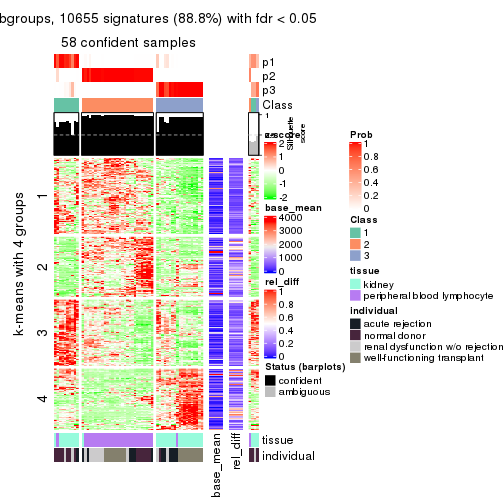 bgroups, 10655 signatures (88.8%) with fdr < 0.05
58 confident samples
p1
p2
p3
Class
1
Silhouette
score
k-means with 4 groups
1
2
3
4
tissue
individual
base_mean
rel_diff
z-score
2
1
0
-1
-2
base_mean
4000
3000
2000
1000
0
rel_diff
1
0.8
0.6
0.4
0.2
0
Status (barplots)
confident
ambiguous
Prob
1
0.8
0.6
0.4
0.2
0
Class
1
2
3
tissue
kidney
peripheral blood lymphocyte
individual
acute rejection
normal donor
renal dysfunction w/o rejection
well-functioning transplant